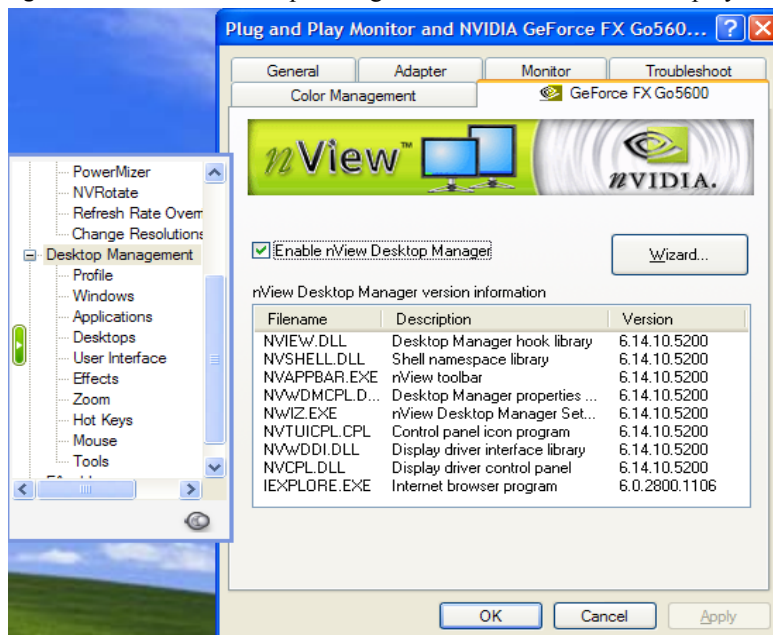 Plug and Play Monitor and NVIDIA GeForce FX Go560...
General Adapter Monitor Troubleshoot
Color Management GeForce FX Go5600
nView™
NVIDIA.
PowerMizer
NVRotate
Refresh Rate Overr
Change Resolutions
Desktop Management
Profile
Windows
Applications
Desktops
User Interface
Effects
Zoom
Hot Keys
Mouse
Tools
Enable nView Desktop Manager
Wizard...
nView Desktop Manager version information
Filename Description Version
NVIEW.DLL Desktop Manager hook library 6.14.10.5200
NVSHELL.DLL Shell namespace library 6.14.10.5200
NVAPPBAR.EXE nView toolbar 6.14.10.5200
NVWDMCPL.D... Desktop Manager properties ... 6.14.10.5200
NWIZ.EXE nView Desktop Manager Set... 6.14.10.5200
NVTUICPL.CPL Control panel icon program 6.14.10.5200
NVWDDI.DLL Display driver interface library 6.14.10.5200
NVCPL.DLL Display driver control panel 6.14.10.5200
IEXPLORE.EXE Internet browser program 6.0.2800.1106
OK Cancel Apply